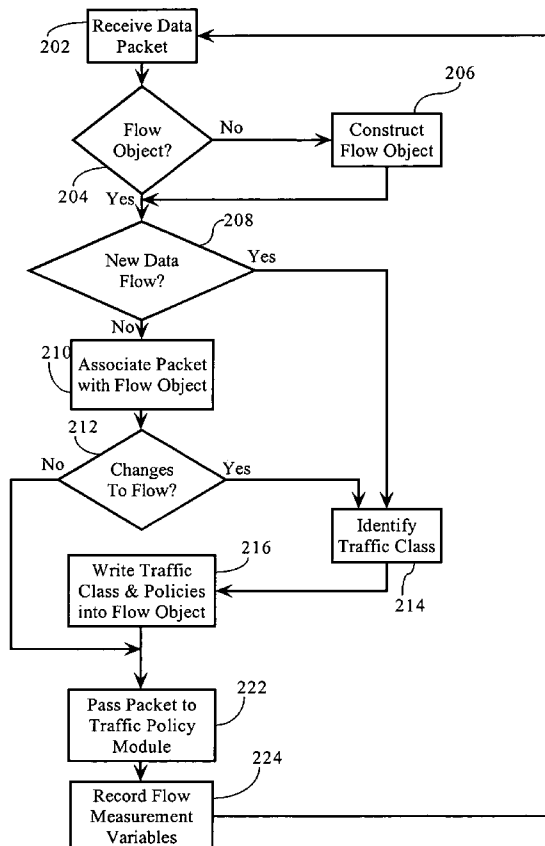 Receive Data
Packet
202
Flow
Object?
204
No
Yes
206
Construct
Flow Object
208
New Data
Flow?
Yes
No
210
Associate Packet
with Flow Object
212
Changes
To Flow?
No
Yes
Identify
Traffic Class
214
216
Write Traffic
Class & Policies
into Flow Object
Pass Packet to
Traffic Policy
Module
222
224
Record Flow
Measurement
Variables